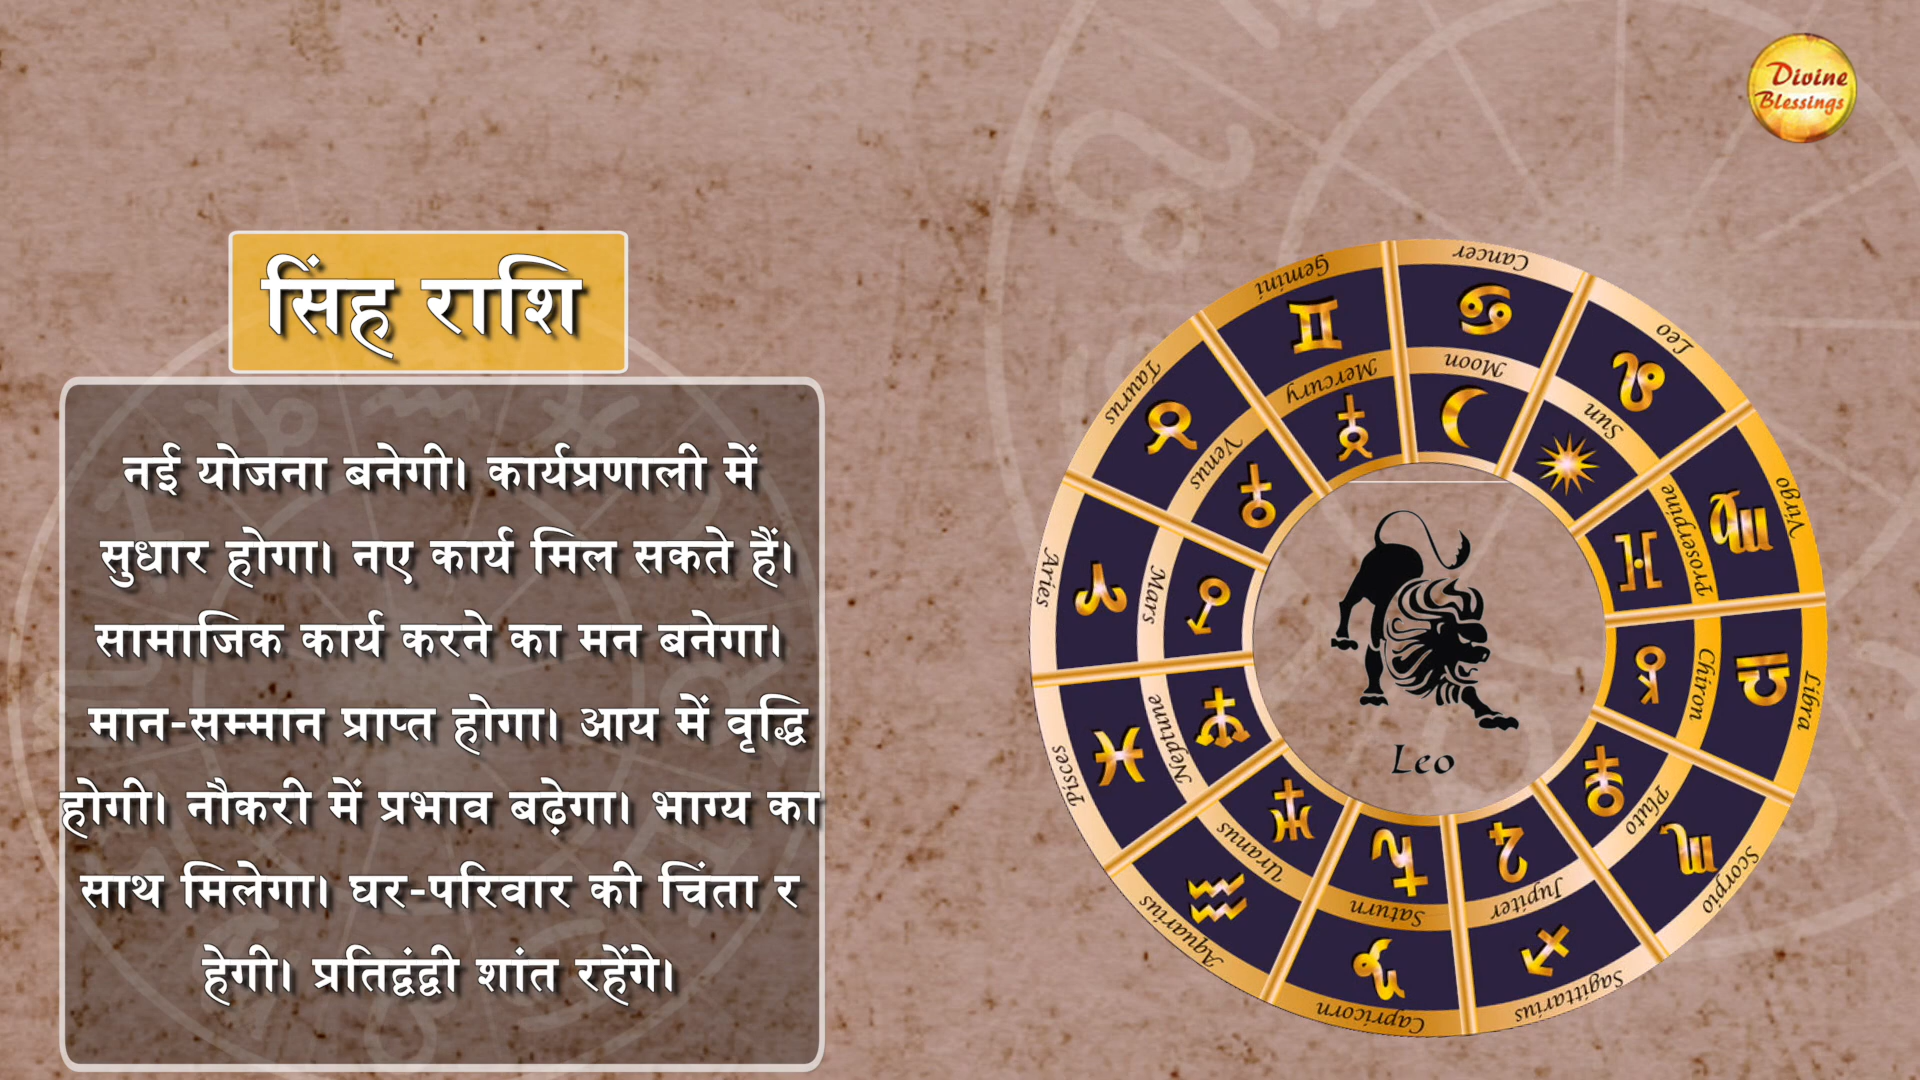 Divine
Blessings
सिंह राशि
नई योजना बनेगी। कार्यप्रणाली में
सुधार होगा। नए कार्य मिल सकते हैं।
सामाजिक कार्य करने का मन बनेगा।
मान-सम्मान प्राप्त होगा। आय में वृद्धि
होगी। नौकरी में प्रभाव बढ़ेगा। भाग्य का
साथ मिलेगा। घर-परिवार की चिंता र
हेगी। प्रतिद्वंद्वी शांत रहेंगे।
Cancer
Leo
Virgo
Libra
Scorpio
Sagittarius
Capricorn
Aquarius
Pisces
Aries
Taurus
Gemini
Moon
Sun
Proserpine
Chiron
Pluto
Jupiter
Saturn
Uranus
Neptune
Mars
Venus
Mercury
Leo